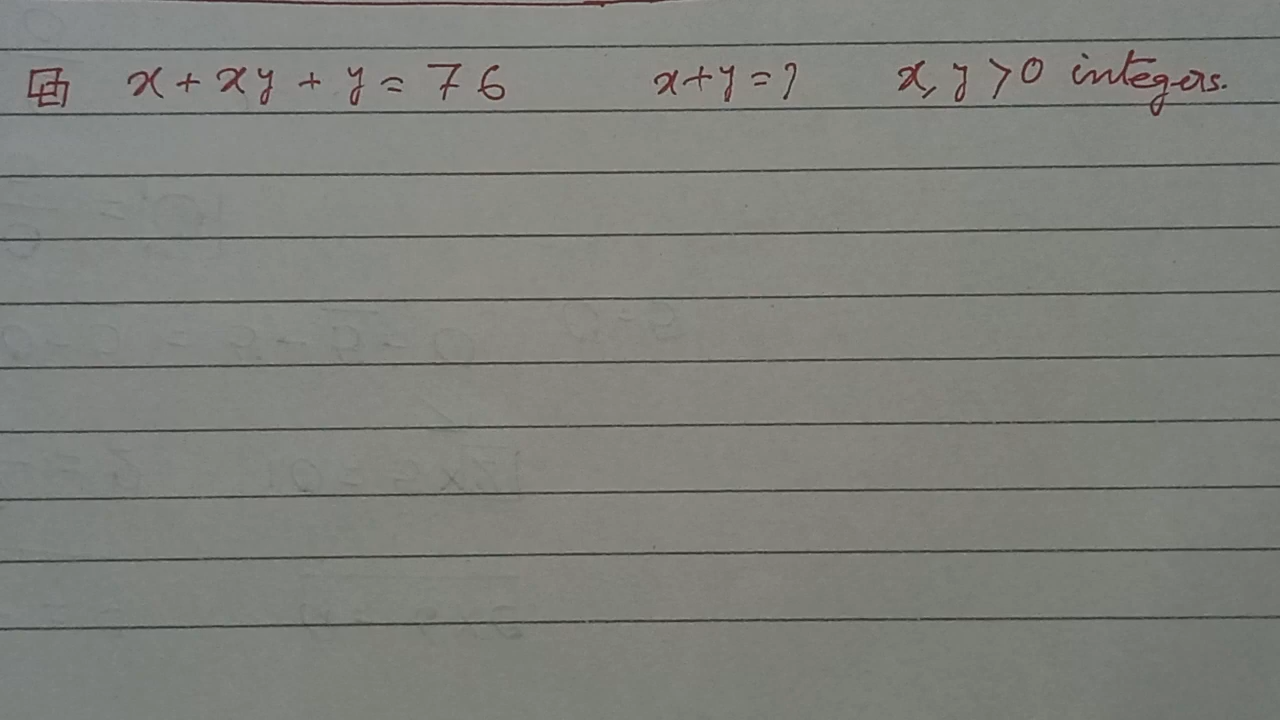 x + xy + y = 76 x+y = ? x, y > 0 integers.